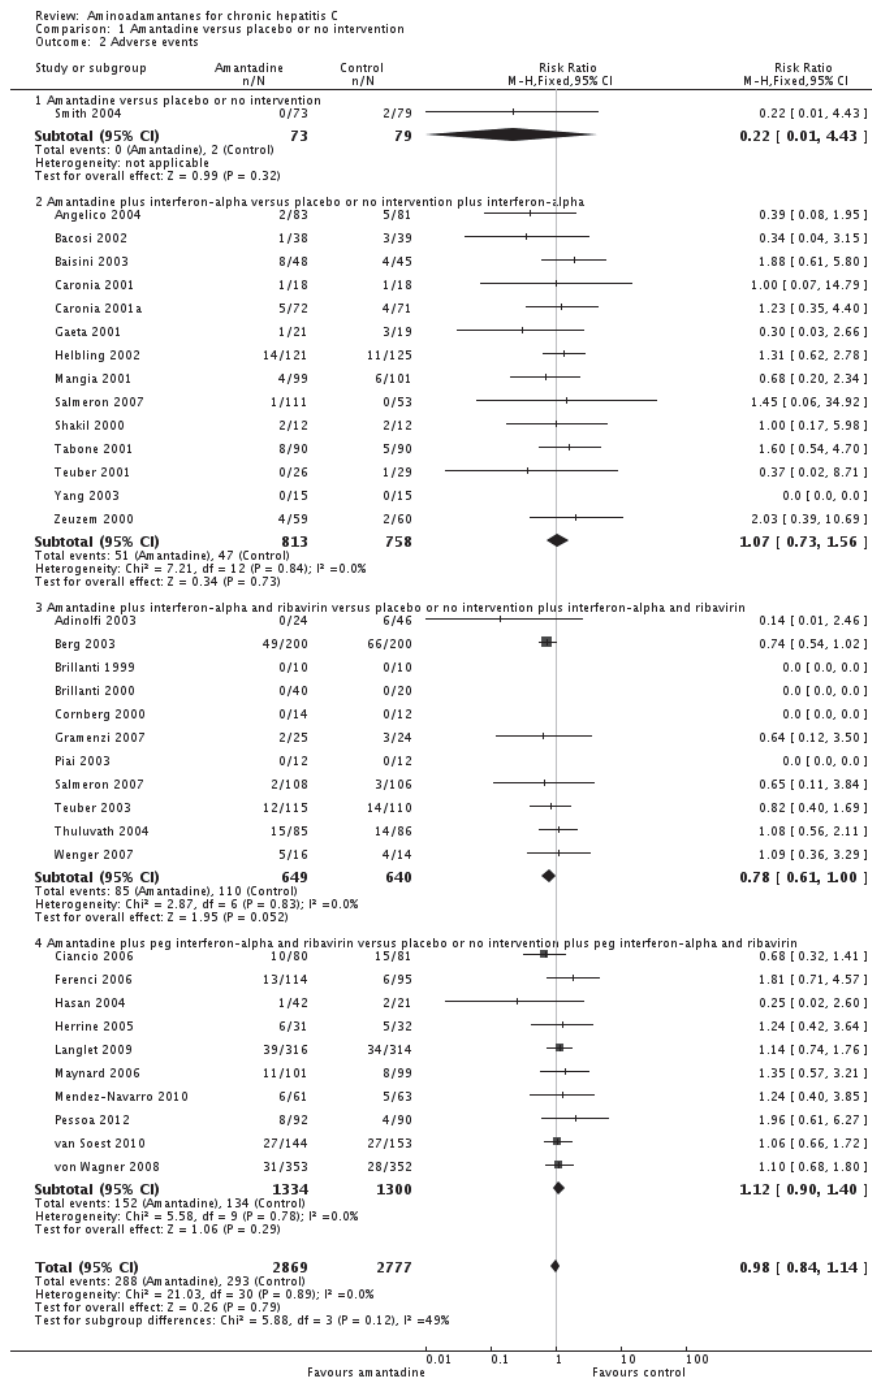 Review: Aminoadamantanes for chronic hepatitis C
Comparison: 1 Amantadine versus placebo or no intervention
Outcome: 2 Adverse events
Study or subgroup Amantadine Control Risk Ratio Risk Ratio
n/N n/N M-H,Fixed,95% CI M-H,Fixed,95% CI
1 Amantadine versus placebo or no intervention
Smith 2004 0/73 2/79 0.22 [ 0.01, 4.43 ]
Subtotal (95% CI) 73 79 0.22 [ 0.01, 4.43 ]
Total events: 0 (Amantadine), 2 (Control)
Heterogeneity: not applicable
Test for overall effect: Z = 0.99 (P = 0.32)
2 Amantadine plus interferon-alpha versus placebo or no intervention plus interferon-alpha
Angelico 2004 2/83 5/81 0.39 [ 0.08, 1.95 ]
Bacosi 2002 1/38 3/39 0.34 [ 0.04, 3.15 ]
Baisini 2003 8/48 4/45 1.88 [ 0.61, 5.80 ]
Caronia 2001 1/18 1/18 1.00 [ 0.07, 14.79 ]
Caronia 2001a 5/72 4/71 1.23 [ 0.35, 4.40 ]
Gaeta 2001 1/21 3/19 0.30 [ 0.03, 2.66 ]
Helbling 2002 14/121 11/125 1.31 [ 0.62, 2.78 ]
Mangia 2001 4/99 6/101 0.68 [ 0.20, 2.34 ]
Salmeron 2007 1/111 0/53 1.45 [ 0.06, 34.92 ]
Shakil 2000 2/12 2/12 1.00 [ 0.17, 5.98 ]
Tabone 2001 8/90 5/90 1.60 [ 0.54, 4.70 ]
Teuber 2001 0/26 1/29 0.37 [ 0.02, 8.71 ]
Yang 2003 0/15 0/15 0.0 [ 0.0, 0.0 ]
Zeuzem 2000 4/59 2/60 2.03 [ 0.39, 10.69 ]
Subtotal (95% CI) 813 758 1.07 [ 0.73, 1.56 ]
Total events: 51 (Amantadine), 47 (Control)
Heterogeneity: Chi² = 7.21, df = 12 (P = 0.84); I² =0.0%
Test for overall effect: Z = 0.34 (P = 0.73)
3 Amantadine plus interferon-alpha and ribavirin versus placebo or no intervention plus interferon-alpha and ribavirin
Adinolfi 2003 0/24 6/46 0.14 [ 0.01, 2.46 ]
Berg 2003 49/200 66/200 0.74 [ 0.54, 1.02 ]
Brillanti 1999 0/10 0/10 0.0 [ 0.0, 0.0 ]
Brillanti 2000 0/40 0/20 0.0 [ 0.0, 0.0 ]
Cornberg 2000 0/14 0/12 0.0 [ 0.0, 0.0 ]
Gramenzi 2007 2/25 3/24 0.64 [ 0.12, 3.50 ]
Piai 2003 0/12 0/12 0.0 [ 0.0, 0.0 ]
Salmeron 2007 2/108 3/106 0.65 [ 0.11, 3.84 ]
Teuber 2003 12/115 14/110 0.82 [ 0.40, 1.69 ]
Thuluvath 2004 15/85 14/86 1.08 [ 0.56, 2.11 ]
Wenger 2007 5/16 4/14 1.09 [ 0.36, 3.29 ]
Subtotal (95% CI) 649 640 0.78 [ 0.61, 1.00 ]
Total events: 85 (Amantadine), 110 (Control)
Heterogeneity: Chi² = 2.87, df = 6 (P = 0.83); I² =0.0%
Test for overall effect: Z = 1.95 (P = 0.052)
4 Amantadine plus peg interferon-alpha and ribavirin versus placebo or no intervention plus peg interferon-alpha and ribavirin
Ciancio 2006 10/80 15/81 0.68 [ 0.32, 1.41 ]
Ferenci 2006 13/114 6/95 1.81 [ 0.71, 4.57 ]
Hasan 2004 1/42 2/21 0.25 [ 0.02, 2.60 ]
Herrine 2005 6/31 5/32 1.24 [ 0.42, 3.64 ]
Langlet 2009 39/316 34/314 1.14 [ 0.74, 1.76 ]
Maynard 2006 11/101 8/99 1.35 [ 0.57, 3.21 ]
Mendez-Navarro 2010 6/61 5/63 1.24 [ 0.40, 3.85 ]
Pessoa 2012 8/92 4/90 1.96 [ 0.61, 6.27 ]
van Soest 2010 27/144 27/153 1.06 [ 0.66, 1.72 ]
von Wagner 2008 31/353 28/352 1.10 [ 0.68, 1.80 ]
Subtotal (95% CI) 1334 1300 1.12 [ 0.90, 1.40 ]
Total events: 152 (Amantadine), 134 (Control)
Heterogeneity: Chi² = 5.58, df = 9 (P = 0.78); I² =0.0%
Test for overall effect: Z = 1.06 (P = 0.29)
Total (95% CI) 2869 2777 0.98 [ 0.84, 1.14 ]
Total events: 288 (Amantadine), 293 (Control)
Heterogeneity: Chi² = 21.03, df = 30 (P = 0.89); I² =0.0%
Test for overall effect: Z = 0.26 (P = 0.79)
Test for subgroup differences: Chi² = 5.88, df = 3 (P = 0.12), I² =49%
0.01 0.1 1 10 100
Favours amantadine Favours control